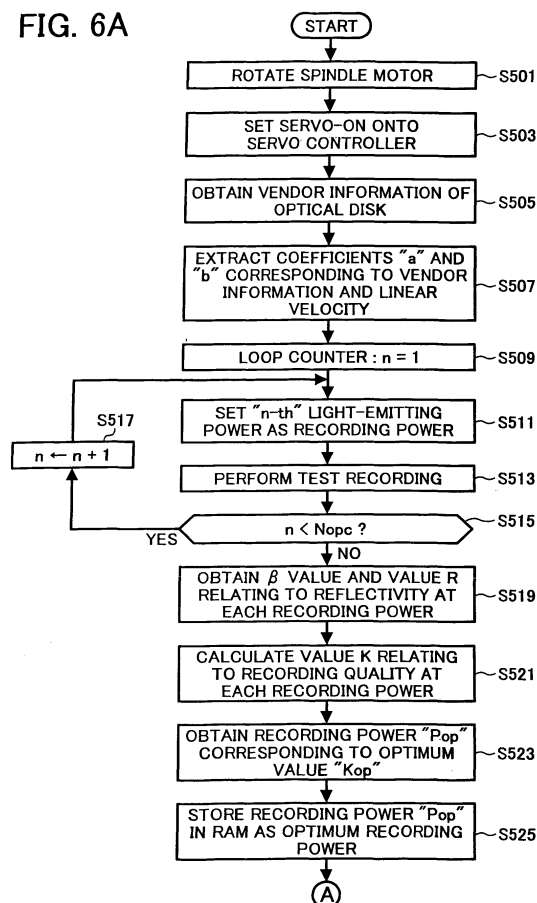 FIG. 6A
START
ROTATE SPINDLE MOTOR
S501
SET SERVO-ON ONTO
SERVO CONTROLLER
S503
OBTAIN VENDOR INFORMATION OF
OPTICAL DISK
S505
EXTRACT COEFFICIENTS "a" AND
"b" CORRESPONDING TO VENDOR
INFORMATION AND LINEAR
VELOCITY
S507
LOOP COUNTER : n = 1
S509
SET "n-th" LIGHT-EMITTING
POWER AS RECORDING POWER
S511
S517
n ← n + 1
PERFORM TEST RECORDING
S513
n < Nopc ?
S515
YES
NO
OBTAIN β VALUE AND VALUE R
RELATING TO REFLECTIVITY AT
EACH RECORDING POWER
S519
CALCULATE VALUE K RELATING
TO RECORDING QUALITY AT
EACH RECORDING POWER
S521
OBTAIN RECORDING POWER "Pop"
CORRESPONDING TO OPTIMUM
VALUE "Kop"
S523
STORE RECORDING POWER "Pop"
IN RAM AS OPTIMUM RECORDING
POWER
S525
A